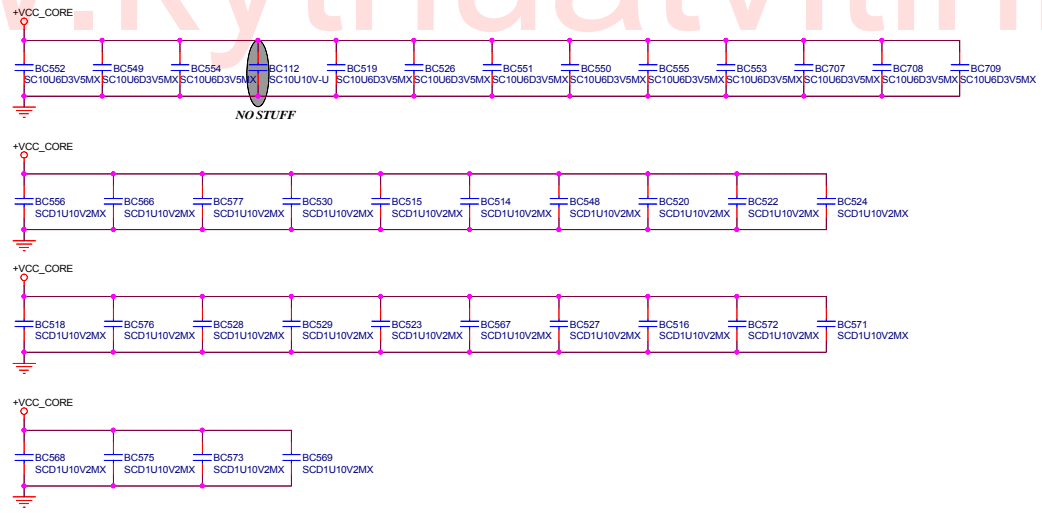 w.kythuatvitinh
+VCC_CORE
BC552 BC549 BC554 BC112 BC519 BC526 BC551 BC550 BC555 BC553 BC707 BC708 BC709
SC10U6D3V5MX SC10U6D3V5MX SC10U6D3V5MX SC10U10V-U SC10U6D3V5MX SC10U6D3V5MX SC10U6D3V5MX SC10U6D3V5MX SC10U6D3V5MX SC10U6D3V5MX SC10U6D3V5MX SC10U6D3V5MX SC10U6D3V5MX
NO STUFF
+VCC_CORE
BC556 BC566 BC577 BC530 BC515 BC514 BC548 BC520 BC522 BC524
SCD1U10V2MX SCD1U10V2MX SCD1U10V2MX SCD1U10V2MX SCD1U10V2MX SCD1U10V2MX SCD1U10V2MX SCD1U10V2MX SCD1U10V2MX SCD1U10V2MX
+VCC_CORE
BC518 BC576 BC528 BC529 BC523 BC567 BC527 BC516 BC572 BC571
SCD1U10V2MX SCD1U10V2MX SCD1U10V2MX SCD1U10V2MX SCD1U10V2MX SCD1U10V2MX SCD1U10V2MX SCD1U10V2MX SCD1U10V2MX SCD1U10V2MX
+VCC_CORE
BC568 BC575 BC573 BC569
SCD1U10V2MX SCD1U10V2MX SCD1U10V2MX SCD1U10V2MX